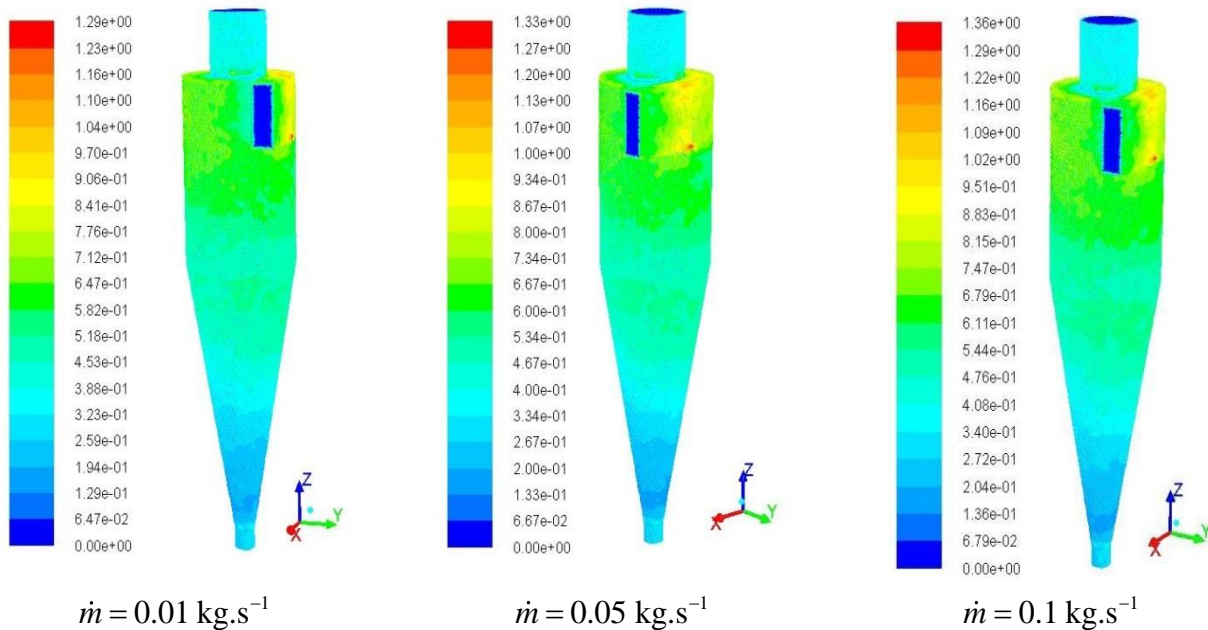 1.29e+00
1.23e+00
1.16e+00
1.10e+00
1.04e+00
9.70e-01
9.06e-01
8.41e-01
7.76e-01
7.12e-01
6.47e-01
5.82e-01
5.18e-01
4.53e-01
3.88e-01
3.23e-01
2.59e-01
1.94e-01
1.29e-01
6.47e-02
0.00e+00
Z
X
Y
ṁ = 0.01 kg.s⁻¹
1.33e+00
1.27e+00
1.20e+00
1.13e+00
1.07e+00
1.00e+00
9.34e-01
8.67e-01
8.00e-01
7.34e-01
6.67e-01
6.00e-01
5.34e-01
4.67e-01
4.00e-01
3.34e-01
2.67e-01
2.00e-01
1.33e-01
6.67e-02
0.00e+00
Z
X
Y
ṁ = 0.05 kg.s⁻¹
1.36e+00
1.29e+00
1.22e+00
1.16e+00
1.09e+00
1.02e+00
9.51e-01
8.83e-01
8.15e-01
7.47e-01
6.79e-01
6.11e-01
5.44e-01
4.76e-01
4.08e-01
3.40e-01
2.72e-01
2.04e-01
1.36e-01
6.79e-02
0.00e+00
Z
X
Y
ṁ = 0.1 kg.s⁻¹